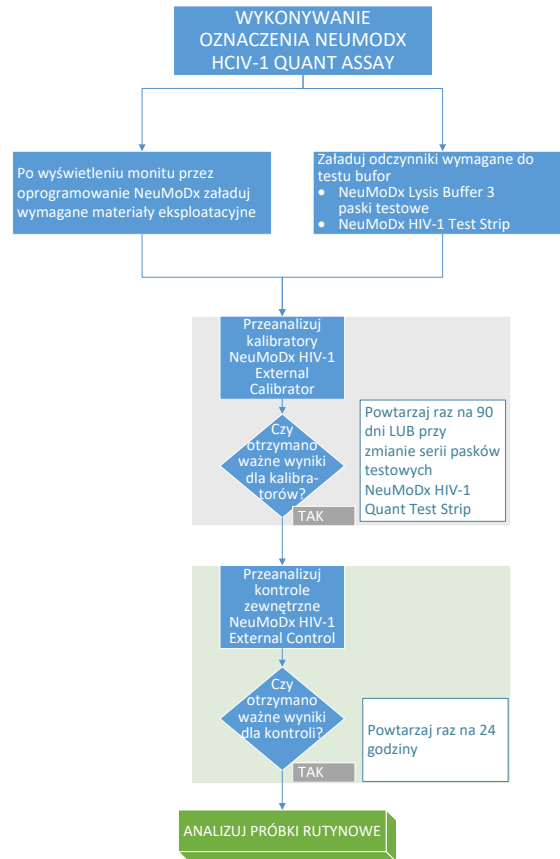 WYKONYWANIE
OZNACZENIA NEUMODX
HCIV-1 QUANT ASSAY
Po wyświetleniu monitu przez
oprogramowanie NeuMoDx załaduj
wymagane materiały eksploatacyjne
Załaduj odczynniki wymagane do
testu bufor
• NeuMoDx Lysis Buffer 3
paski testowe
• NeuMoDx HIV-1 Test Strip
Przeanalizuj
kalibratory
NeuMoDx HIV-1
External
Calibrator
Czy
otrzymano
ważne wyniki
dla kalibra-
torów?
TAK
Powtarzaj raz na 90
dni LUB przy
zmianie serii pasków
testowych
NeuMoDx HIV-1
Quant Test Strip
Przeanalizuj
kontrole
zewnętrzne
NeuMoDx HIV-1
External Control
Czy
otrzymano
ważne wyniki
dla kontroli?
TAK
Powtarzaj raz na 24
godziny
ANALIZUJ PRÓBKI RUTYNOWE